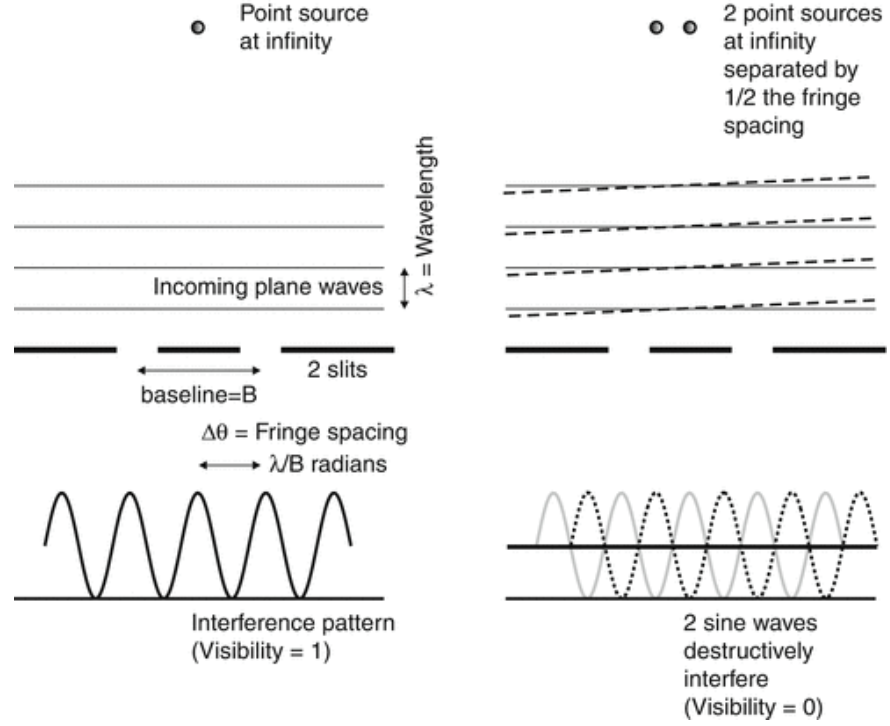 Point source
at infinity
2 point sources
at infinity
separated by
1/2 the fringe
spacing
λ = Wavelength
Incoming plane waves
2 slits
baseline=B
Δθ = Fringe spacing
λ/B radians
Interference pattern
(Visibility = 1)
2 sine waves
destructively
interfere
(Visibility = 0)